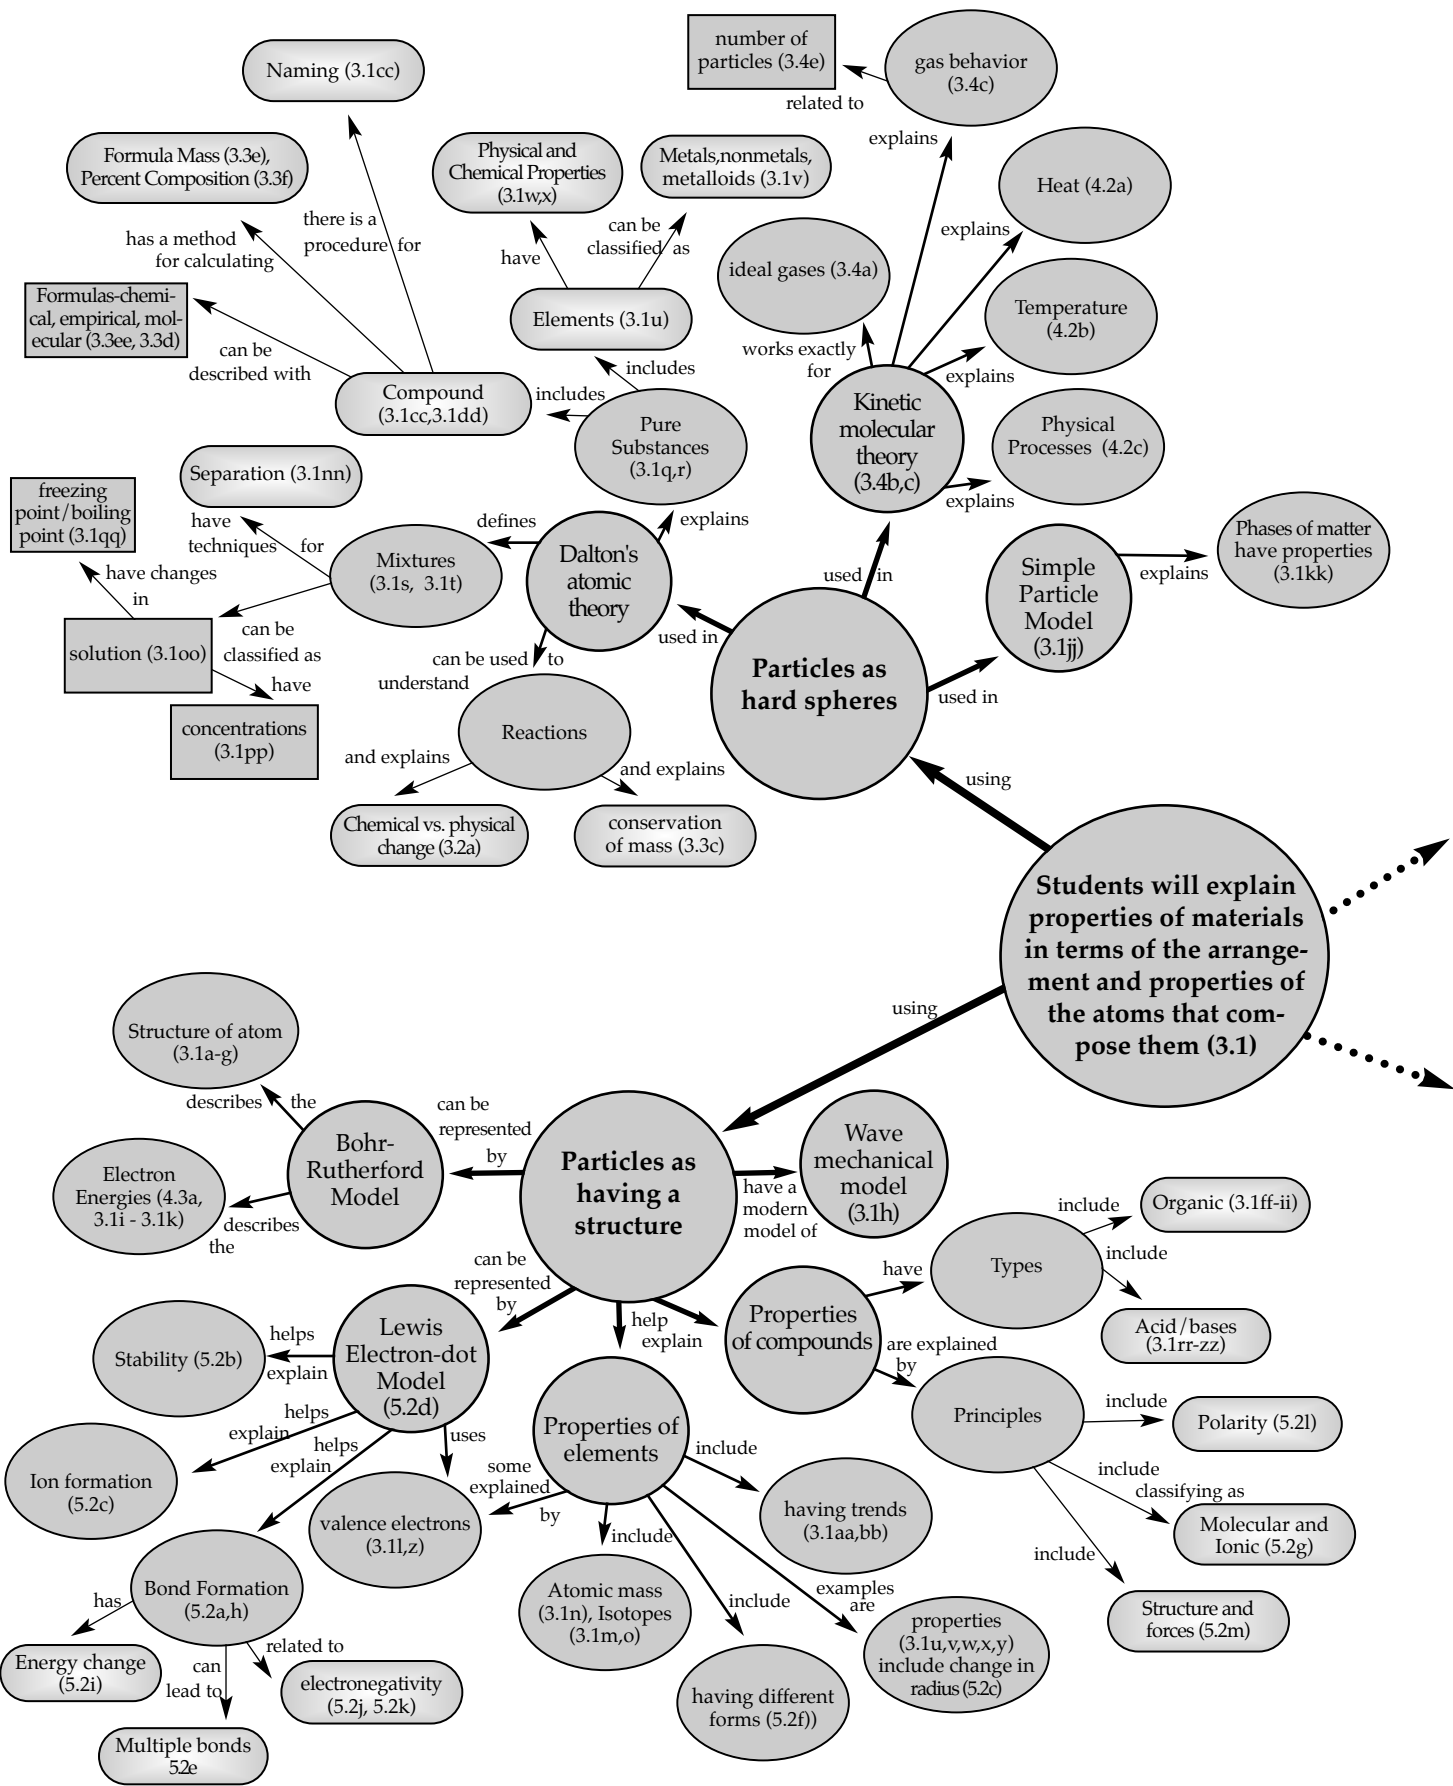 number of
particles (3.4e)
gas behavior
(3.4c)
related to
explains
Naming (3.1cc)
Formula Mass (3.3e),
Percent Composition (3.3f)
Physical and
Chemical Properties
(3.1w,x)
Metals,nonmetals,
metalloids (3.1v)
Heat (4.2a)
explains
there is a
procedure for
has a method
for calculating
can be
classified as
have
ideal gases (3.4a)
Formulas-chemi-
cal, empirical, mol-
ecular (3.3ee, 3.3d)
can be
described with
Elements (3.1u)
Temperature
(4.2b)
works exactly
for
explains
includes
includes
Compound
(3.1cc,3.1dd)
Pure
Substances
(3.1q,r)
Kinetic
molecular
theory
(3.4b,c)
Physical
Processes (4.2c)
explains
Separation (3.1nn)
freezing
point/boiling
point (3.1qq)
have
techniques for
defines
explains
Mixtures
(3.1s, 3.1t)
Dalton's
atomic
theory
Simple
Particle
Model
(3.1jj)
Phases of matter
have properties
(3.1kk)
explains
used in
have changes
in
solution (3.1oo)
can be
classified as
have
concentrations
(3.1pp)
used in
can be used to
understand
Particles as
hard spheres
used in
Reactions
and explains
and explains
Chemical vs. physical
change (3.2a)
conservation
of mass (3.3c)
using
Students will explain
properties of materials
in terms of the arrange-
ment and properties of
the atoms that com-
pose them (3.1)
using
Structure of atom
(3.1a-g)
describes the
can be
represented
by
Bohr-
Rutherford
Model
Particles as
having a
structure
Wave
mechanical
model
(3.1h)
have a
modern
model of
Electron
Energies (4.3a,
3.1i - 3.1k)
describes
the
Organic (3.1ff-ii)
include
include
Types
have
Acid/bases
(3.1rr-zz)
can be
represented
by
help
explain
Properties
of compounds
are explained
by
Lewis
Electron-dot
Model
(5.2d)
Stability (5.2b)
helps
explain
helps
explain
helps
explain
uses
Ion formation
(5.2c)
Properties of
elements
some
explained
by
include
Principles
include
Polarity (5.2l)
include
classifying as
Molecular and
Ionic (5.2g)
include
Structure and
forces (5.2m)
valence electrons
(3.1l,z)
having trends
(3.1aa,bb)
include
Atomic mass
(3.1n), Isotopes
(3.1m,o)
include
examples
are
properties
(3.1u,v,w,x,y)
include change in
radius (5.2c)
having different
forms (5.2f))
Bond Formation
(5.2a,h)
has
Energy change
(5.2i)
can
lead to
related to
electronegativity
(5.2j, 5.2k)
Multiple bonds
5.2e